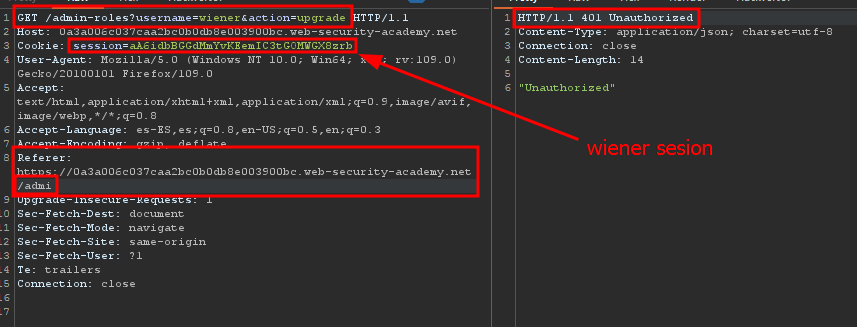 1 GET /admin-roles?username=wiener&action=upgrade HTTP/1.1
2 Host: 0a3a006c037caa2bc0b0db8e003900bc.web-security-academy.net
3 Cookie: session=aA6idbBGGdMmYvKEemIC3tG0MWGX8zrb
4 User-Agent: Mozilla/5.0 (Windows NT 10.0; Win64; x64; rv:109.0)
Gecko/20100101 Firefox/109.0
5 Accept:
text/html,application/xhtml+xml,application/xml;q=0.9,image/avif,
image/webp,*/*;q=0.8
6 Accept-Language: es-ES,es;q=0.8,en-US;q=0.5,en;q=0.3
7 Accept-Encoding: gzip, deflate
8 Referer:
https://0a3a006c037caa2bc0b0db8e003900bc.web-security-academy.net
/admi
9 Upgrade-Insecure-Requests: 1
10 Sec-Fetch-Dest: document
11 Sec-Fetch-Mode: navigate
12 Sec-Fetch-Site: same-origin
13 Sec-Fetch-User: ?1
14 Te: trailers
15 Connection: close
16
17
1 HTTP/1.1 401 Unauthorized
2 Content-Type: application/json; charset=utf-8
3 Connection: close
4 Content-Length: 14
5
6 "Unauthorized"
wiener sesion